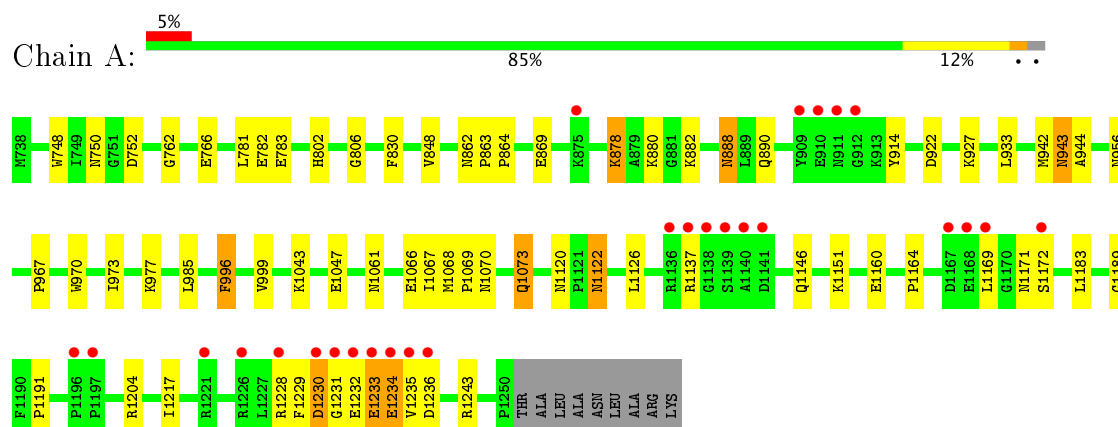 5%
Chain A:
85% 12% • •
M738 W748 I749 N750 G751 D752 G762 E766 L781 E782 E783 H802 G806 F830 V848 N862 P863 P864 E869 K875 K878 A879 K880 G881 K882 N888 L889 Q890 Y909 E910 N911 G912 K913 Y914 D922 K927 L933 M942 N943 A944 N956
P967 W970 I973 K977 L985 F996 V999 K1043 E1047 N1061 E1066 I1067 M1068 P1069 N1070 Q1073 N1120 P1121 N1122 L1126 R1136 R1137 G1138 S1139 A1140 D1141 Q1146 K1151 E1160 P1164 D1167 E1168 L1169 G1170 N1171 S1172 L1183 G1189
F1190 P1191 P1196 P1197 R1204 I1217 R1221 R1226 L1227 R1228 F1229 D1230 G1231 E1232 E1233 E1234 V1235 D1236 R1243 P1250 THR ALA LEU ALA ASN LEU ALA ARG LYS